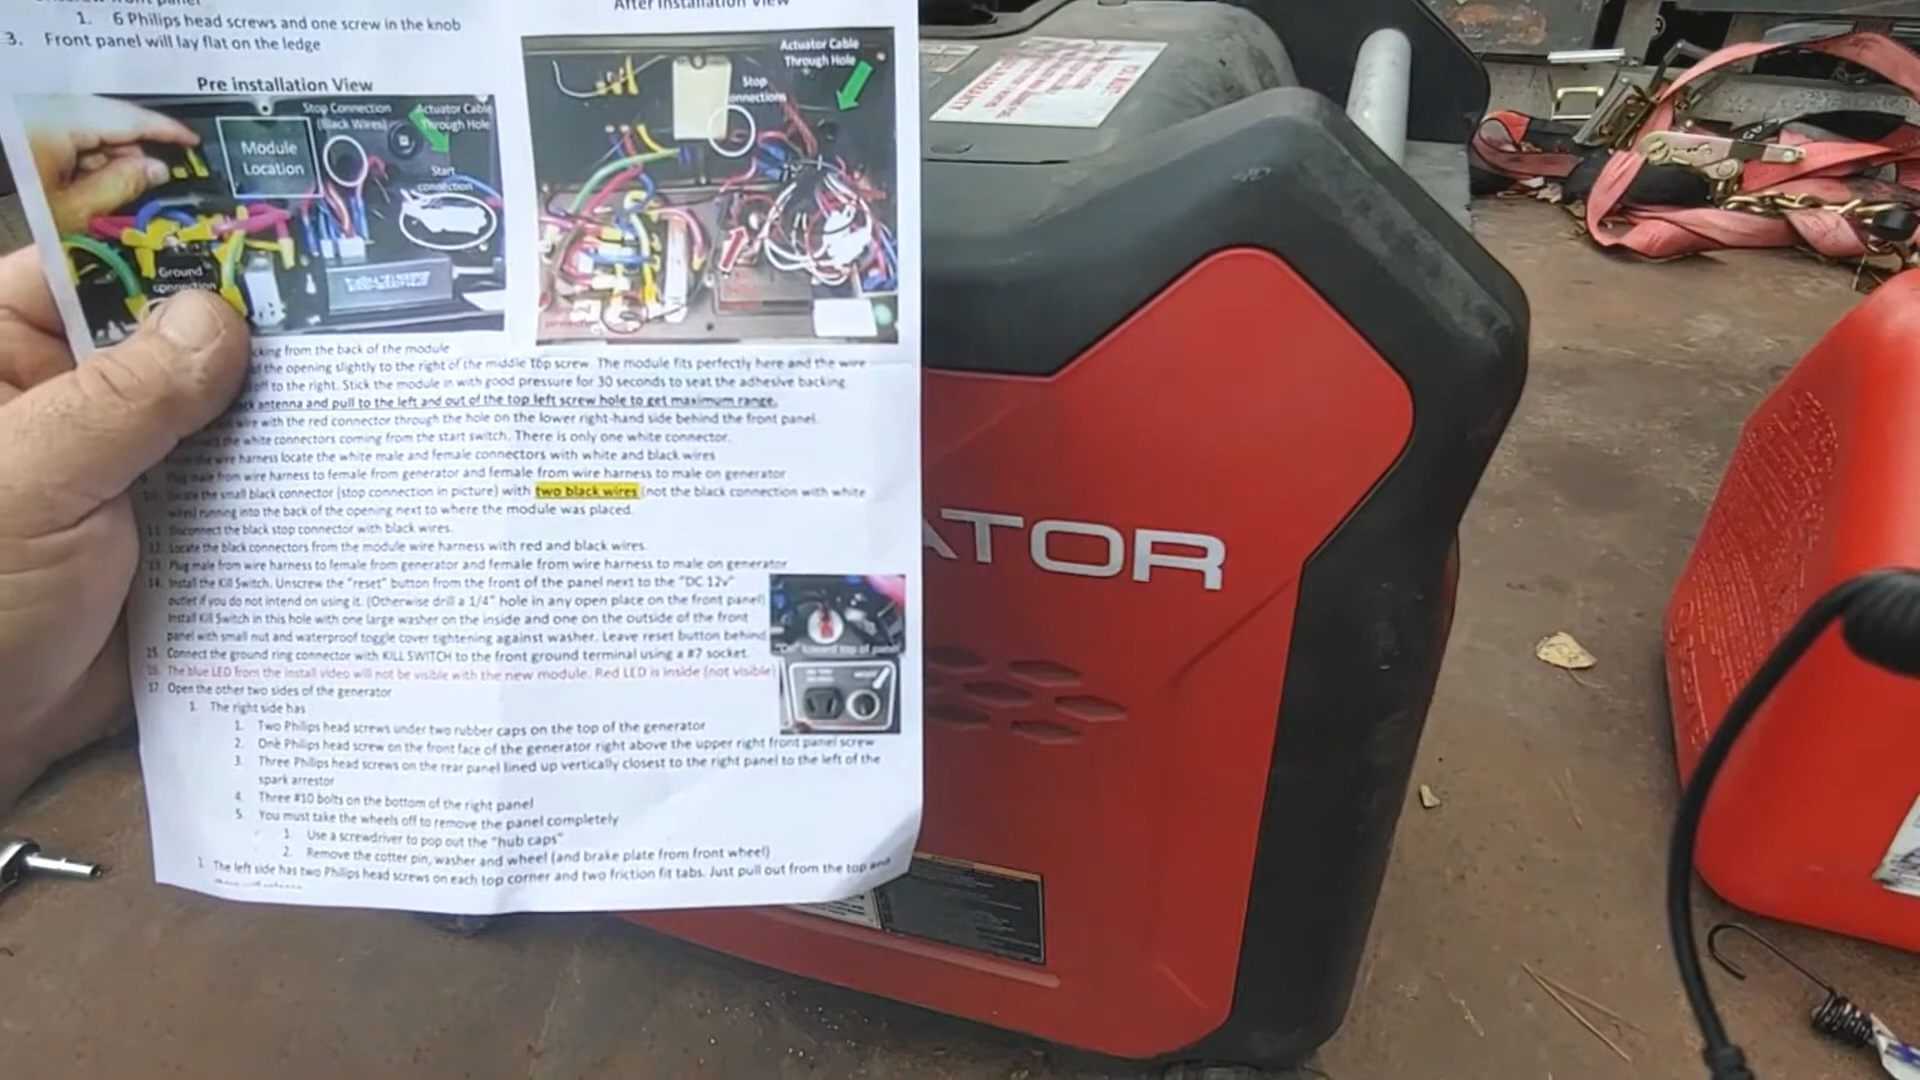 1. 6 Philips head screws and one screw in the knob
3. Front panel will lay flat on the ledge
Pre installation View
Stop Connection
(Black Wires)
Actuator Cable
Through Hole
Module
Location
Start
connection
Ground
connection
After Installation View
Actuator Cable
Through Hole
Stop
onnections
cking from the back of the module
of the opening slightly to the right of the middle top screw. The module fits perfectly here and the wire
off to the right. Stick the module in with good pressure for 30 seconds to seat the adhesive backing.
antenna and pull to the left and out of the top left screw hole to get maximum range.
wire with the red connector through the hole on the lower right-hand side behind the front panel.
the white connectors coming from the start switch. There is only one white connector.
the wire harness locate the white male and female connectors with white and black wires
9. Plug male from wire harness to female from generator and female from wire harness to male on generator
10. the small black connector (stop connection in picture) with two black wires (not the black connection with white
wires) running into the back of the opening next to where the module was placed.
11. Disconnect the black stop connector with black wires.
12. Locate the black connectors from the module wire harness with red and black wires.
13. Plug male from wire harness to female from generator and female from wire harness to male on generator
14. Install the Kill Switch. Unscrew the "reset" button from the front of the panel next to the "DC 12v"
outlet if you do not intend on using it. (Otherwise drill a 1/4" hole in any open place on the front panel)
Install Kill Switch in this hole with one large washer on the inside and one on the outside of the front
panel with small nut and waterproof toggle cover tightening against washer. Leave reset button behind
"On" toward top of panel
15. Connect the ground ring connector with KILL SWITCH to the front ground terminal using a #7 socket.
16. The blue LED from the install video will not be visible with the new module. Red LED is inside (not visible)
17. Open the other two sides of the generator
1. The right side has
1. Two Philips head screws under two rubber caps on the top of the generator
2. One Philips head screw on the front face of the generator right above the upper right front panel screw
3. Three Philips head screws on the rear panel lined up vertically closest to the right panel to the left of the
spark arrestor
4. Three #10 bolts on the bottom of the right panel
5. You must take the wheels off to remove the panel completely
1. Use a screwdriver to pop out the "hub caps"
2. Remove the cotter pin, washer and wheel (and brake plate from front wheel)
1. The left side has two Philips head screws on each top corner and two friction fit tabs. Just pull out from the top and
ATOR